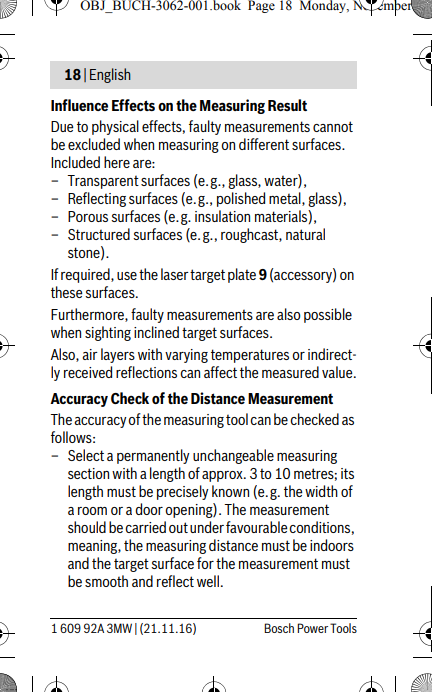 OBJ_BUCH-3062-001.book Page 18 Monday, November
18 | English
Influence Effects on the Measuring Result
Due to physical effects, faulty measurements cannot
be excluded when measuring on different surfaces.
Included here are:
– Transparent surfaces (e.g., glass, water),
– Reflecting surfaces (e.g., polished metal, glass),
– Porous surfaces (e.g. insulation materials),
– Structured surfaces (e.g., roughcast, natural
stone).
If required, use the laser target plate 9 (accessory) on
these surfaces.
Furthermore, faulty measurements are also possible
when sighting inclined target surfaces.
Also, air layers with varying temperatures or indirect-
ly received reflections can affect the measured value.
Accuracy Check of the Distance Measurement
The accuracy of the measuring tool can be checked as
follows:
– Select a permanently unchangeable measuring
section with a length of approx. 3 to 10 metres; its
length must be precisely known (e.g. the width of
a room or a door opening). The measurement
should be carried out under favourable conditions,
meaning, the measuring distance must be indoors
and the target surface for the measurement must
be smooth and reflect well.
1 609 92A 3MW | (21.11.16) Bosch Power Tools